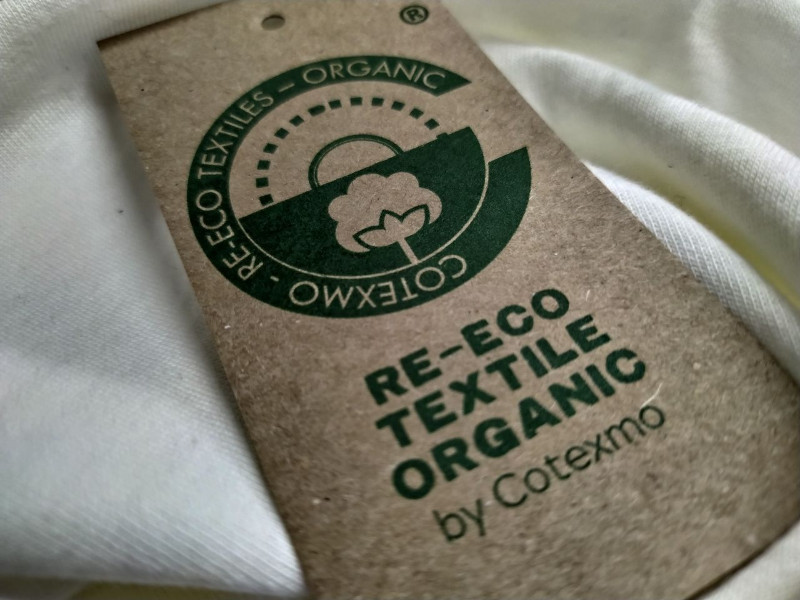 ®
COTEXMO - RE-ECO TEXTILES – ORGANIC
RE-ECO
TEXTILE
ORGANIC
by Cotexmo